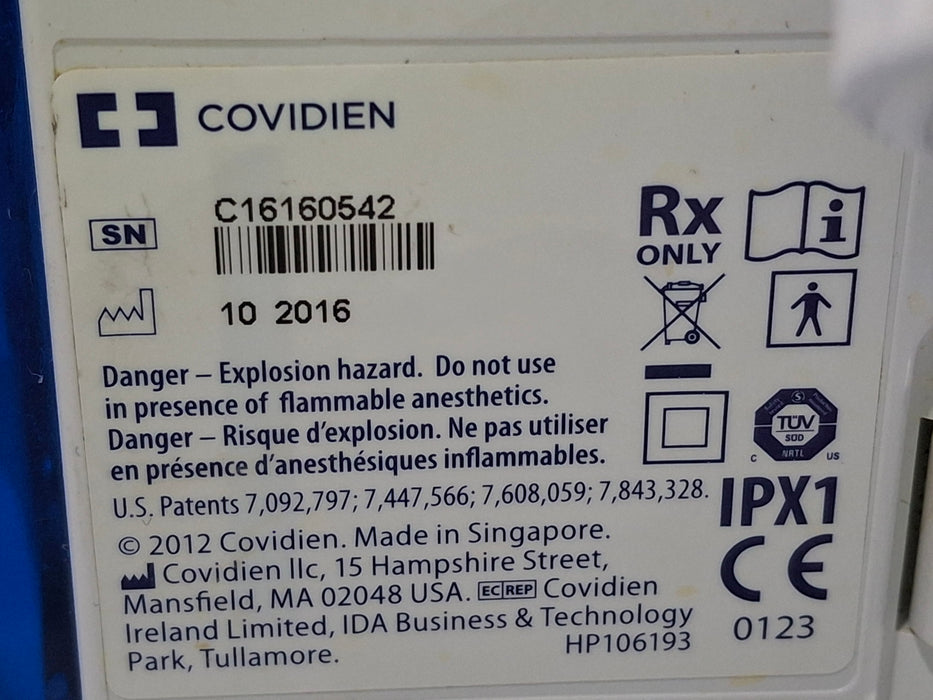 COVIDIEN
SN
C16160542
10 2016
Rx
ONLY
i
Danger – Explosion hazard. Do not use
in presence of flammable anesthetics.
Danger – Risque d'explosion. Ne pas utiliser
en présence d'anesthésiques inflammables.
TÜV
SÜD
NRTL
C US
U.S. Patents 7,092,797; 7,447,566; 7,608,059; 7,843,328.
IPX1
© 2012 Covidien. Made in Singapore.
Covidien llc, 15 Hampshire Street,
Mansfield, MA 02048 USA. EC REP Covidien
Ireland Limited, IDA Business & Technology
Park, Tullamore.
HP106193
CE
0123